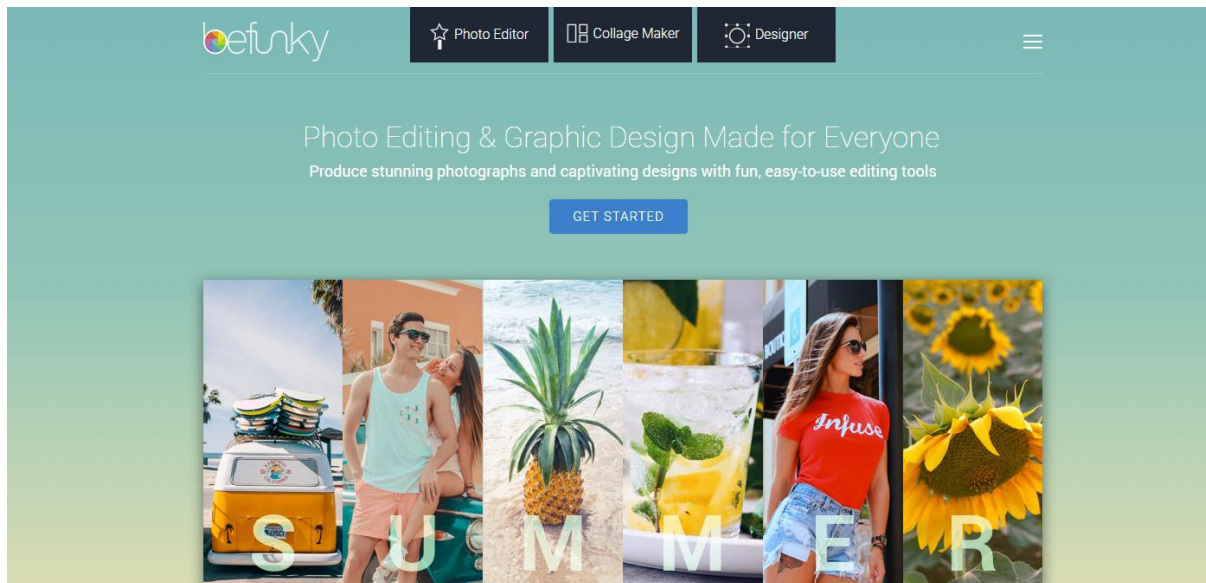 befunky
Photo Editor
Collage Maker
Designer
Photo Editing & Graphic Design Made for Everyone
Produce stunning photographs and captivating designs with fun, easy-to-use editing tools
GET STARTED
Infuse
SUMMER